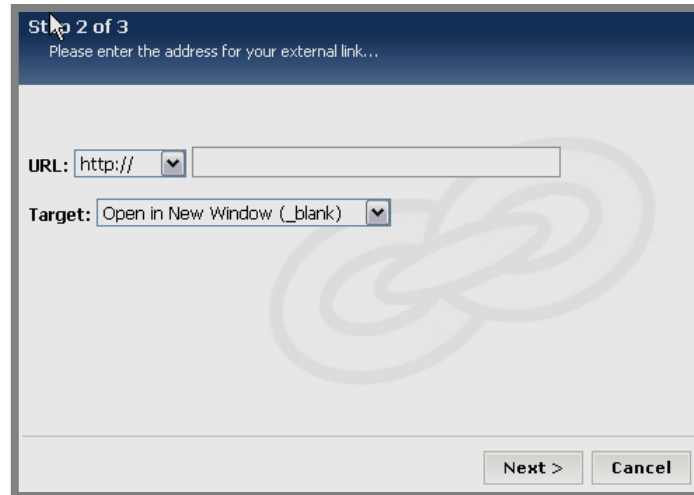 Step 2 of 3
Please enter the address for your external link...
URL: http://
Target: Open in New Window (_blank)
Next > Cancel